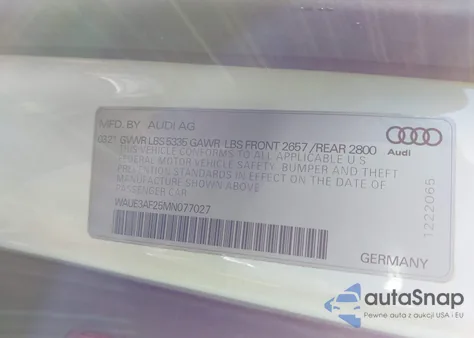 MFD. BY AUDI AG
03.21 GVWR LBS 5335 GAWR LBS FRONT 2657 / REAR 2800
THIS VEHICLE CONFORMS TO ALL APPLICABLE U.S
FEDERAL MOTOR VEHICLE SAFETY, BUMPER AND THEFT
PREVENTION STANDARDS IN EFFECT ON THE DATE OF
MANUFACTURE SHOWN ABOVE
PASSENGER CAR
WAUE3AF25MN077027
Audi
1222065
GERMANY
autoSnap
Pewne auta z aukcji USA i EU